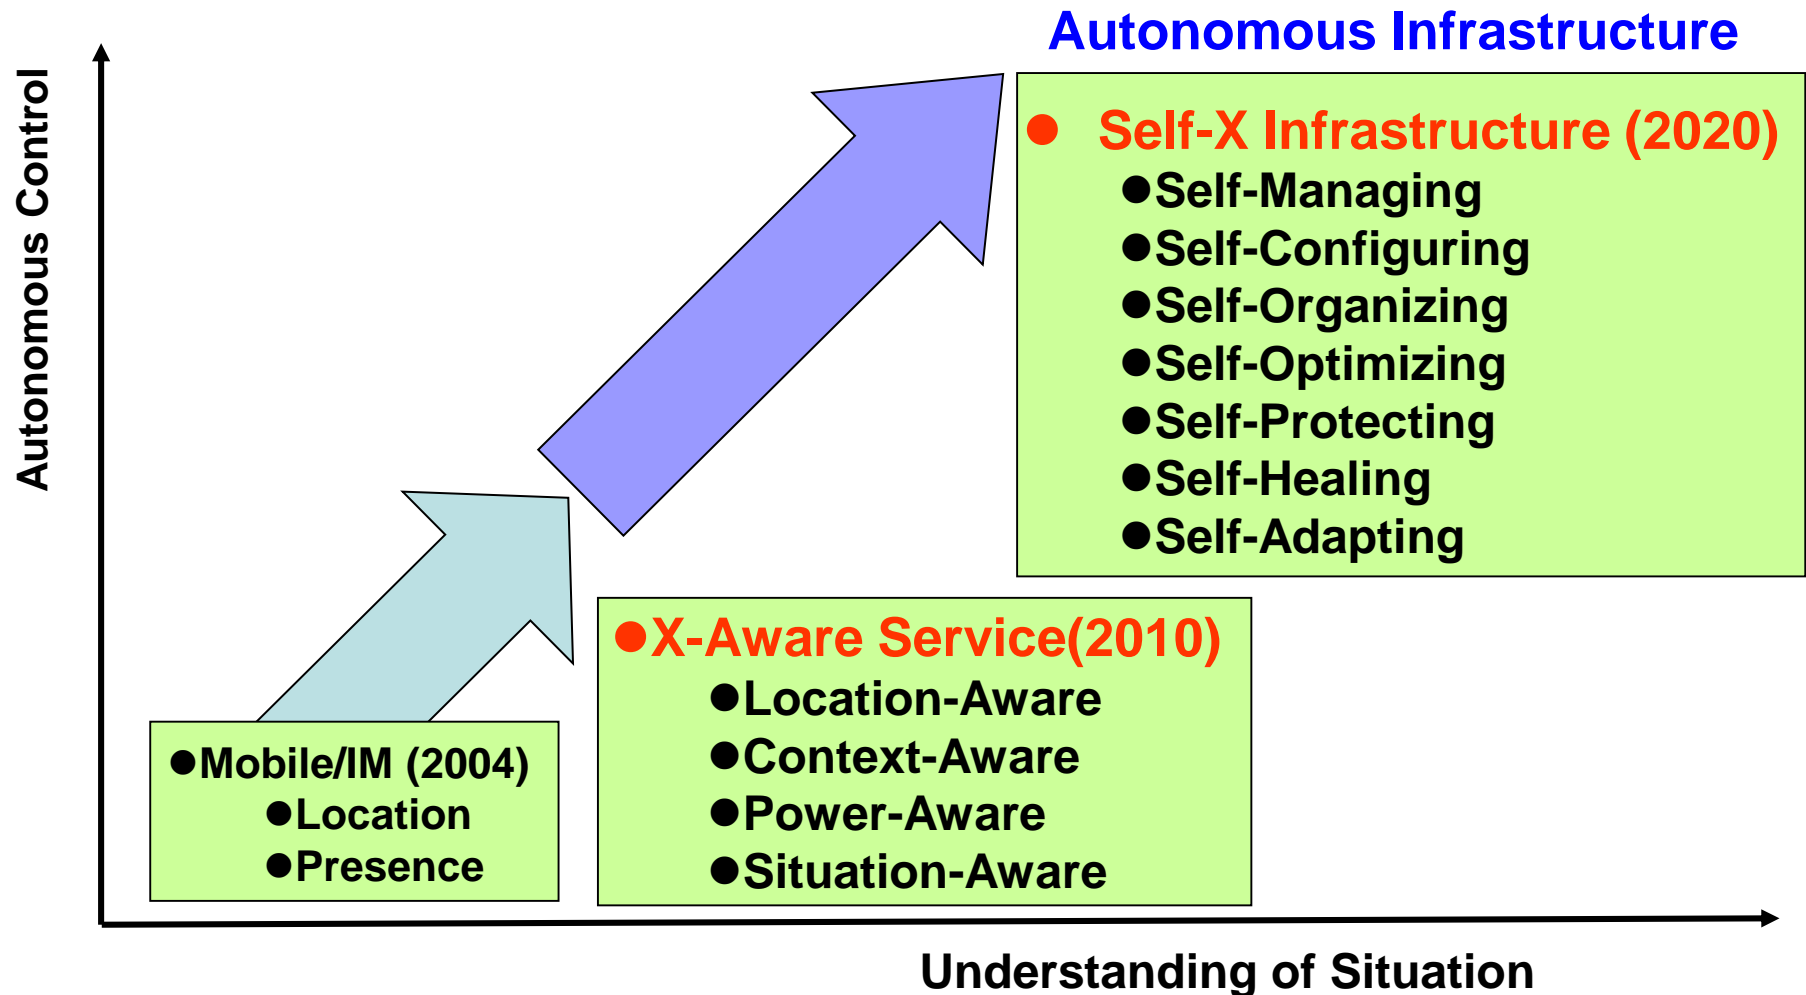 Autonomous Infrastructure
Autonomous Control
● Self-X Infrastructure (2020)
●Self-Managing
●Self-Configuring
●Self-Organizing
●Self-Optimizing
●Self-Protecting
●Self-Healing
●Self-Adapting
●X-Aware Service(2010)
●Location-Aware
●Context-Aware
●Power-Aware
●Situation-Aware
●Mobile/IM (2004)
●Location
●Presence
Understanding of Situation